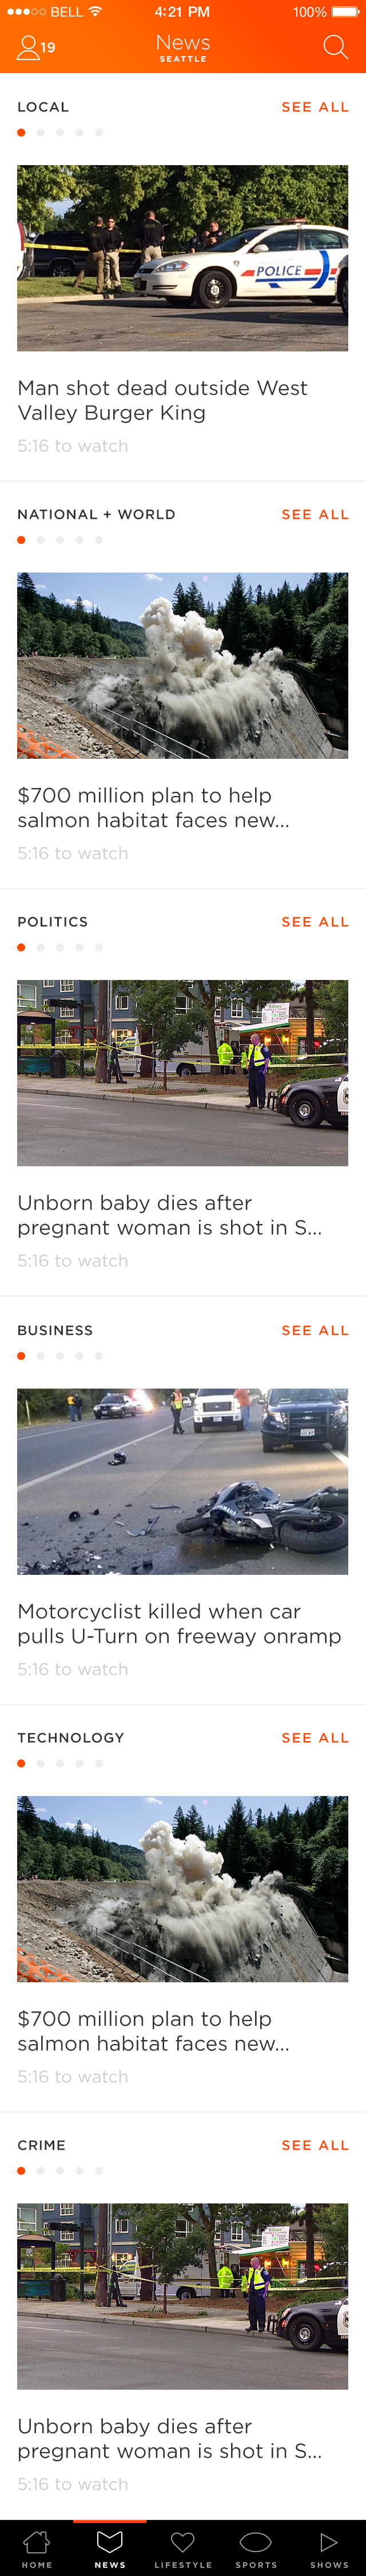 BELL 4:21 PM 100%
19 News
SEATTLE
LOCAL SEE ALL
POLICE
Man shot dead outside West
Valley Burger King
5:16 to watch
NATIONAL + WORLD SEE ALL
$700 million plan to help
salmon habitat faces new...
5:16 to watch
POLITICS SEE ALL
Unborn baby dies after
pregnant woman is shot in S...
5:16 to watch
BUSINESS SEE ALL
Motorcyclist killed when car
pulls U-Turn on freeway onramp
5:16 to watch
TECHNOLOGY SEE ALL
$700 million plan to help
salmon habitat faces new...
5:16 to watch
CRIME SEE ALL
Unborn baby dies after
pregnant woman is shot in S...
5:16 to watch
HOME NEWS LIFESTYLE SPORTS SHOWS